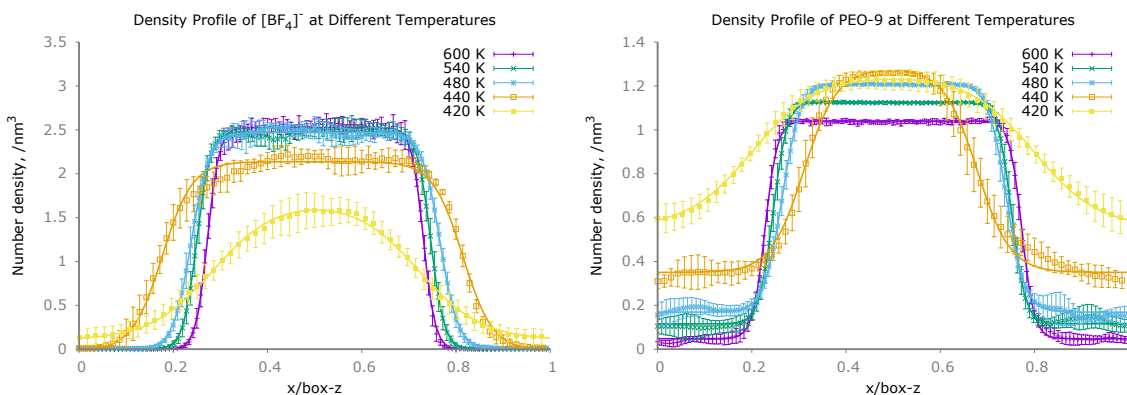 Density Profile of [BF4]- at Different Temperatures
Number density, /nm3
4
3.5
3
2.5
2
1.5
1
0.5
0
600 K
540 K
480 K
440 K
420 K
0 0.2 0.4 0.6 0.8 1
x/box-z
Density Profile of PEO-9 at Different Temperatures
Number density, /nm3
1.4
1.2
1
0.8
0.6
0.4
0.2
0
600 K
540 K
480 K
440 K
420 K
0 0.2 0.4 0.6 0.8
x/box-z